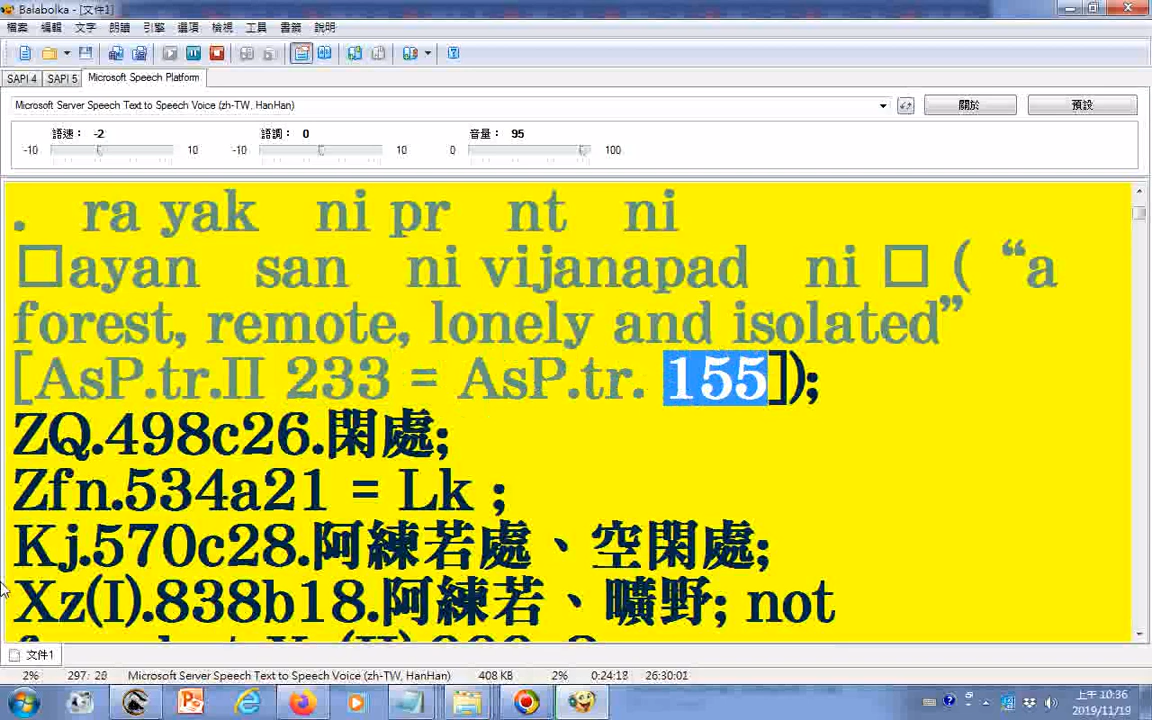 Balabolka - [文件1]
檔案 編輯 文字 朗讀 引擎 選項 檢視 工具 書籤 說明
SAPI 4 SAPI 5 Microsoft Speech Platform
Microsoft Server Speech Text to Speech Voice (zh-TW, HanHan) 關於 預設
語速： -2 語調： 0 音量： 95
-10 10 -10 10 0 100
. ra yak ni pr nt ni
□ayan san ni vijanapad ni □ ( “a
forest, remote, lonely and isolated”
[AsP.tr.II 233 = AsP.tr. 155]);
ZQ.498c26.閑處;
Zfn.534a21 = Lk ;
Kj.570c28.阿練若處、空閑處;
Xz(I).838b18.阿練若、曠野; not
文件1
2% 297: 28 Microsoft Server Speech Text to Speech Voice (zh-TW, HanHan) 408 KB 2% 0:24:18 26:30:01
上午 10:36
2019/11/19